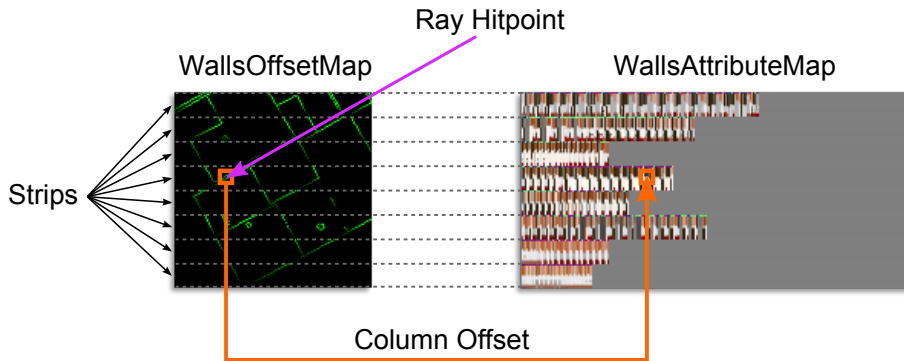 Ray Hitpoint
WallsOffsetMap
WallsAttributeMap
Strips
Column Offset